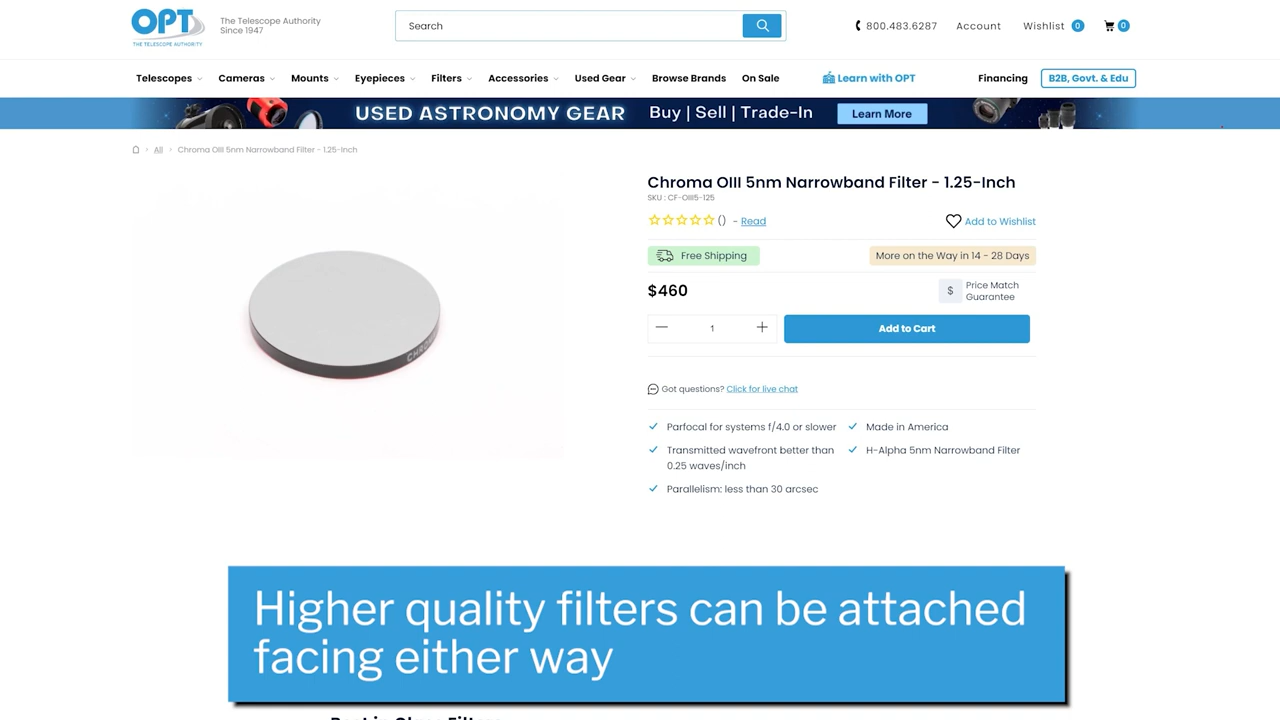 OPT
THE TELESCOPE AUTHORITY
The Telescope Authority
Since 1947
Search
800.483.6287
Account
Wishlist 0
0
Telescopes
Cameras
Mounts
Eyepieces
Filters
Accessories
Used Gear
Browse Brands
On Sale
Learn with OPT
Financing
B2B, Govt. & Edu
USED ASTRONOMY GEAR Buy | Sell | Trade-In
Learn More
All
Chroma OIII 5nm Narrowband Filter - 1.25-Inch
Chroma OIII 5nm Narrowband Filter - 1.25-Inch
SKU : CF-OIII5-125
() - Read
Add to Wishlist
Free Shipping
More on the Way in 14 - 28 Days
$460
$
Price Match
Guarantee
1
Add to Cart
Got questions? Click for live chat
Parfocal for systems f/4.0 or slower
Made in America
Transmitted wavefront better than
0.25 waves/inch
H-Alpha 5nm Narrowband Filter
Parallelism: less than 30 arcsec
Higher quality filters can be attached
facing either way